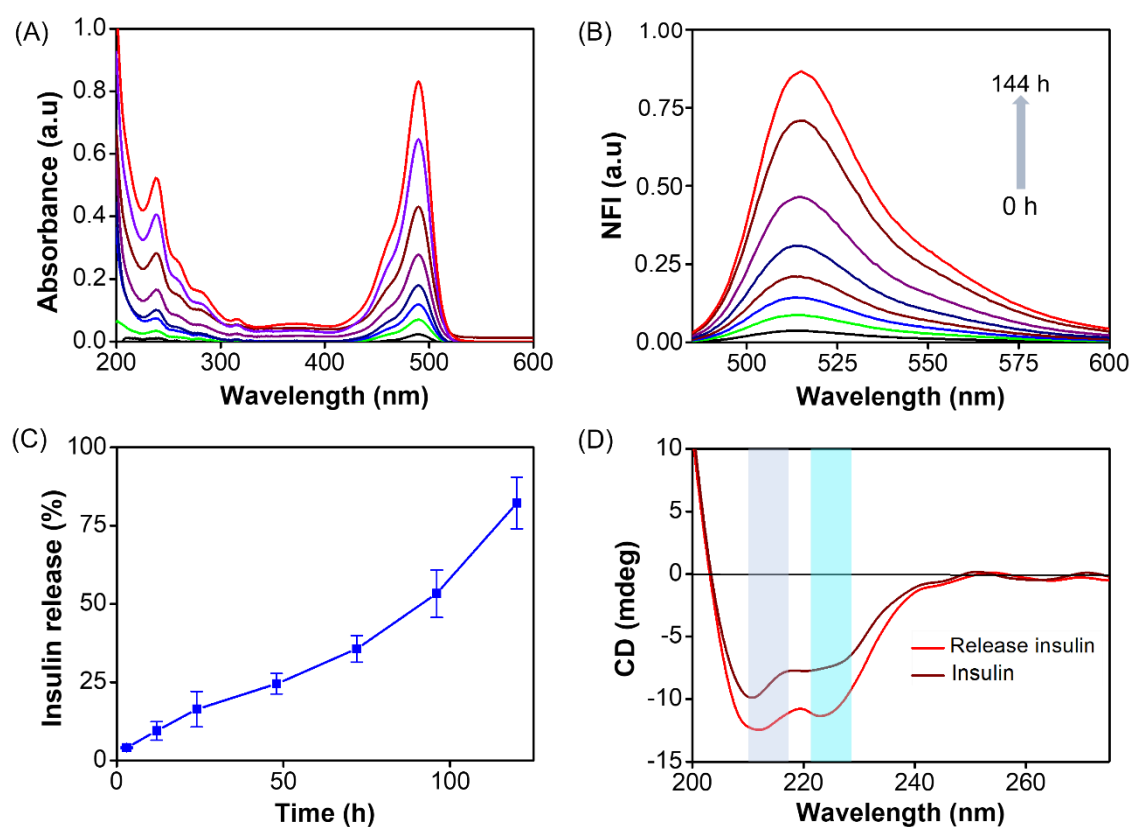 (A)
Absorbance (a.u)
1.0
0.8
0.6
0.4
0.2
0.0
200 300 400 500 600
Wavelength (nm)
(B)
NFI (a.u)
1.00
0.75
0.50
0.25
0.00
144 h
0 h
500 525 550 575 600
Wavelength (nm)
(C)
Insulin release (%)
100
75
50
25
0
0 50 100
Time (h)
(D)
CD (mdeg)
10
5
0
-5
-10
-15
Release insulin
Insulin
200 220 240 260
Wavelength (nm)